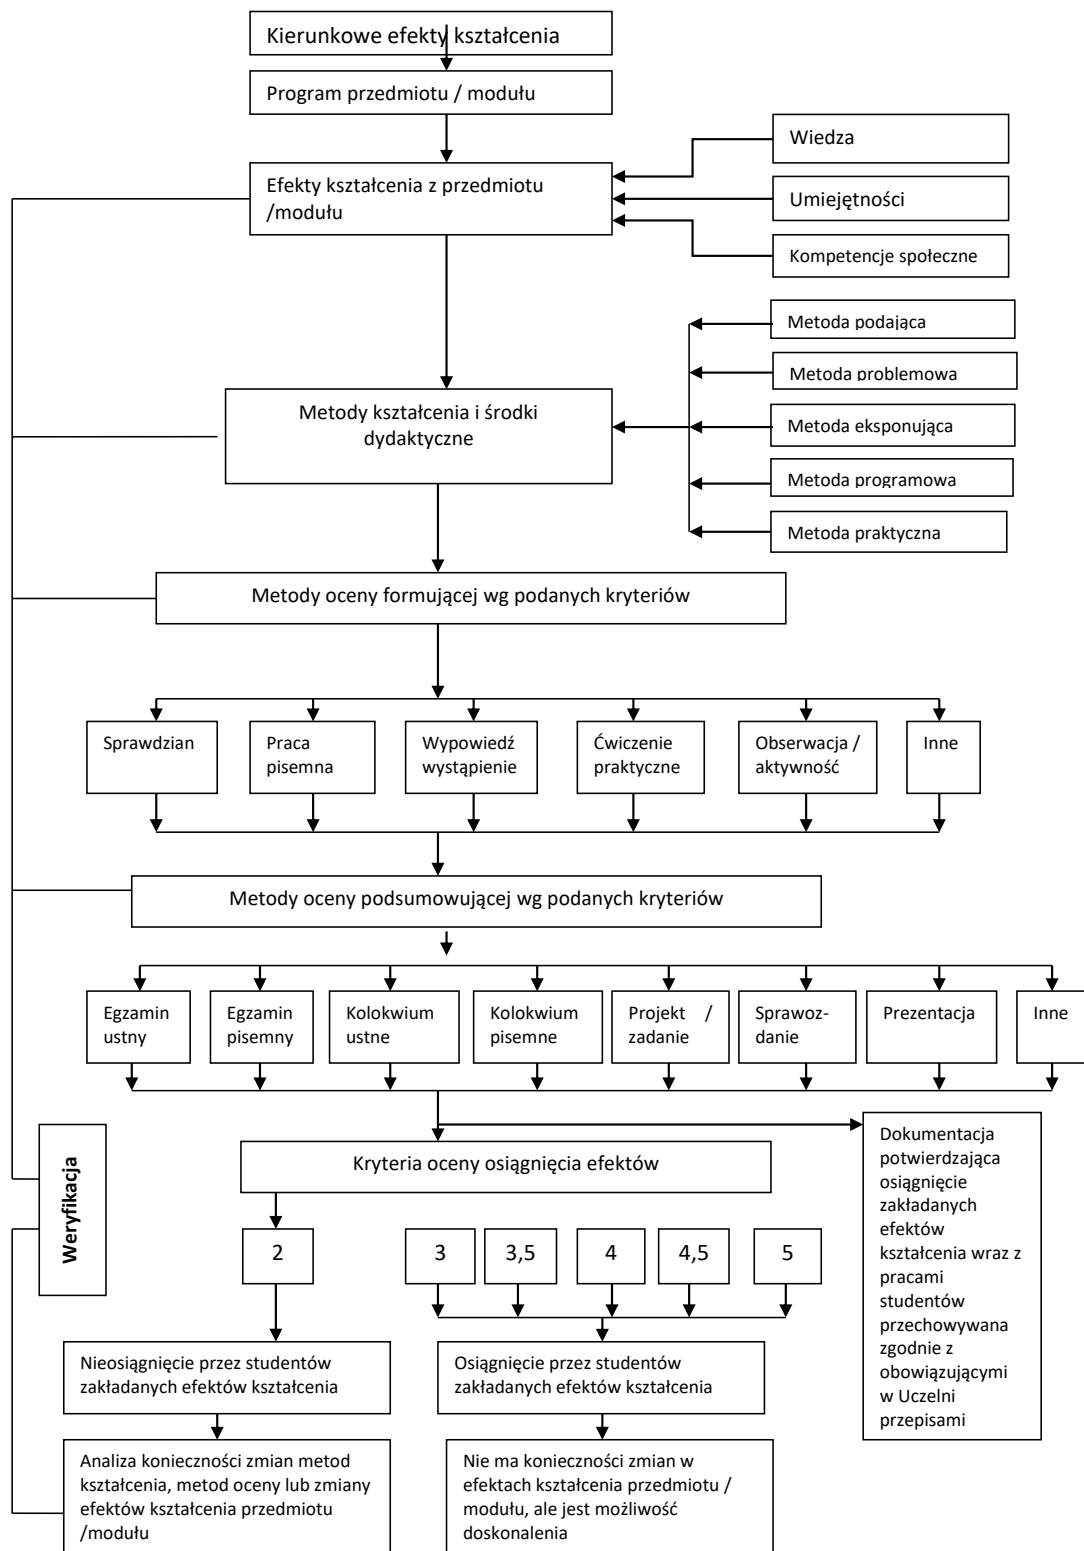 Kierunkowe efekty kształcenia
Program przedmiotu / modułu
Wiedza
Efekty kształcenia z przedmiotu
/modułu
Umiejętności
Kompetencje społeczne
Metoda podająca
Metoda problemowa
Metody kształcenia i środki
dydaktyczne
Metoda eksponująca
Metoda programowa
Metoda praktyczna
Metody oceny formującej wg podanych kryteriów
Sprawdzian
Praca
pisemna
Wypowiedź
wystąpienie
Ćwiczenie
praktyczne
Obserwacja /
aktywność
Inne
Metody oceny podsumowującej wg podanych kryteriów
Egzamin
ustny
Egzamin
pisemny
Kolokwium
ustne
Kolokwium
pisemne
Projekt /
zadanie
Sprawoz-
danie
Prezentacja
Inne
Weryfikacja
Kryteria oceny osiągnięcia efektów
Dokumentacja
potwierdzająca
osiągnięcie
zakładanych
efektów
kształcenia wraz z
pracami
studentów
przechowywana
zgodnie z
obowiązującymi
w Uczelni
przepisami
2
3
3,5
4
4,5
5
Nieosiągnięcie przez studentów
zakładanych efektów kształcenia
Osiągnięcie przez studentów
zakładanych efektów kształcenia
Analiza konieczności zmian metod
kształcenia, metod oceny lub zmiany
efektów kształcenia przedmiotu
/modułu
Nie ma konieczności zmian w
efektach kształcenia przedmiotu /
modułu, ale jest możliwość
doskonalenia